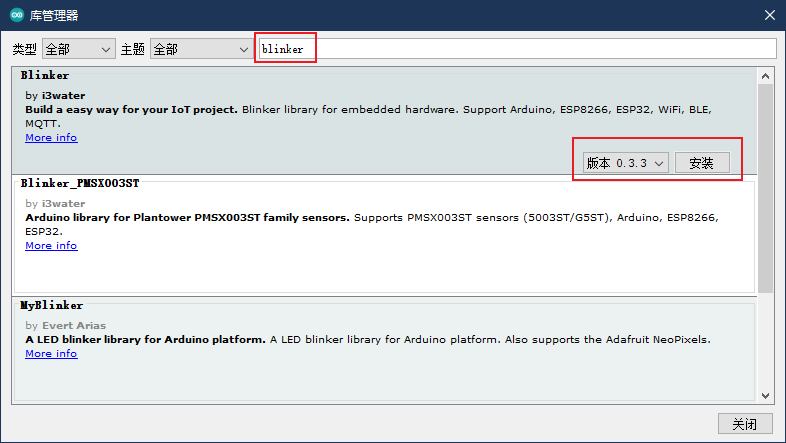 库管理器
类型 全部 主题 全部 blinker
Blinker
by i3water
Build a easy way for your IoT project. Blinker library for embedded hardware. Support Arduino, ESP8266, ESP32, WiFi, BLE,
MQTT.
More info
版本 0.3.3 安装
Blinker_PMSX003ST
by i3water
Arduino library for Plantower PMSX003ST family sensors. Supports PMSX003ST sensors (5003ST/G5ST), Arduino, ESP8266,
ESP32.
More info
MyBlinker
by Evert Arias
A LED blinker library for Arduino platform. A LED blinker library for Arduino platform. Also supports the Adafruit NeoPixels.
More info
关闭